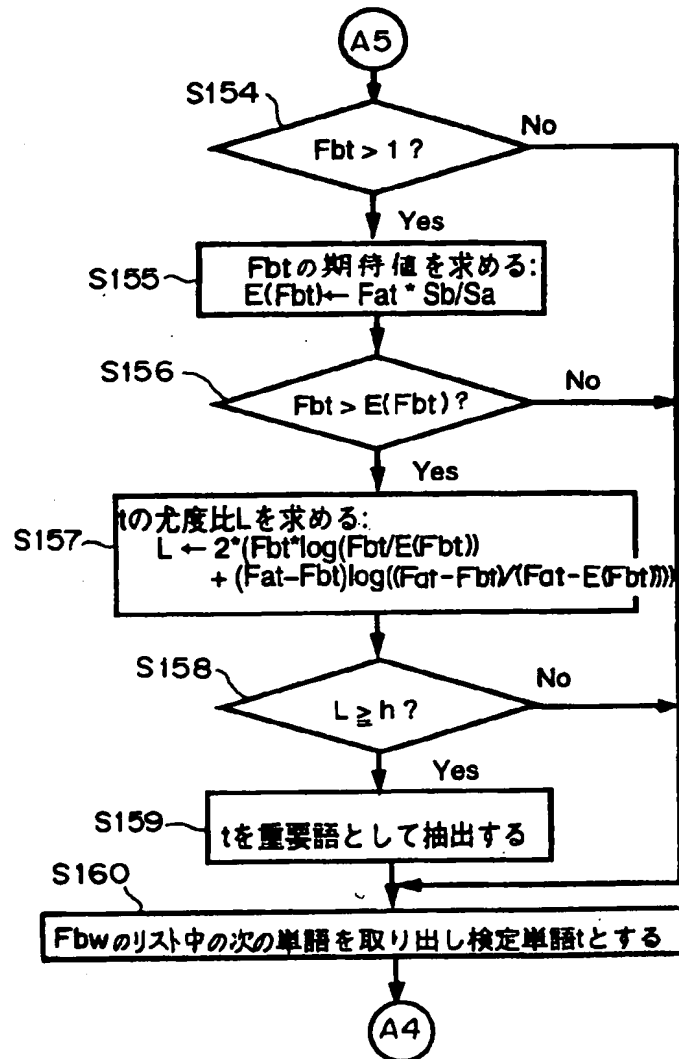 A5
S154
Fbt > 1 ?
No
Yes
S155
Fbtの期待値を求める:
E(Fbt)← Fat * Sb/Sa
S156
Fbt > E(Fbt) ?
No
Yes
S157
tの尤度比Lを求める:
L ← 2*(Fbt*log(Fbt/E(Fbt))
+ (Fat-Fbt)log((Fat-Fbt)/(Fat-E(Fbt))))
S158
L ≧ h ?
No
Yes
S159
tを重要語として抽出する
S160
Fbwのリスト中の次の単語を取り出し検定単語tとする
A4